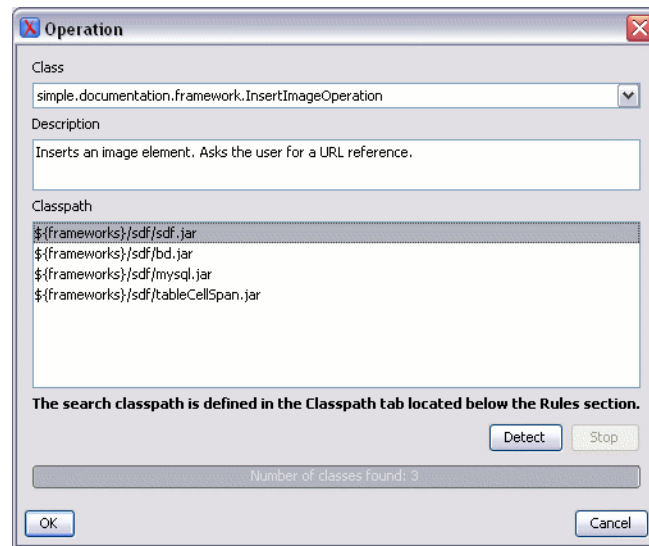 Operation
Class
simple.documentation.framework.InsertImageOperation
Description
Inserts an image element. Asks the user for a URL reference.
Classpath
${frameworks}/sdf/sdf.jar
${frameworks}/sdf/bd.jar
${frameworks}/sdf/mysql.jar
${frameworks}/sdf/tableCellSpan.jar
The search classpath is defined in the Classpath tab located below the Rules section.
Detect Stop
Number of classes found: 3
OK Cancel